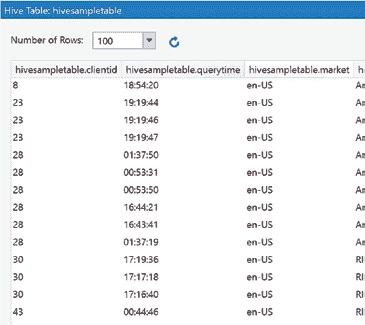 Hive Table: hivesampletable
Number of Rows: 100
hivesampletable.clientid hivesampletable.querytime hivesampletable.market
8 18:54:20 en-US
23 19:19:44 en-US
23 19:19:46 en-US
23 19:19:47 en-US
28 01:37:50 en-US
28 00:53:31 en-US
28 00:53:50 en-US
28 16:44:21 en-US
28 16:43:41 en-US
28 01:37:19 en-US
30 17:19:36 en-US
30 17:17:18 en-US
30 17:16:40 en-US
43 00:44:46 en-US